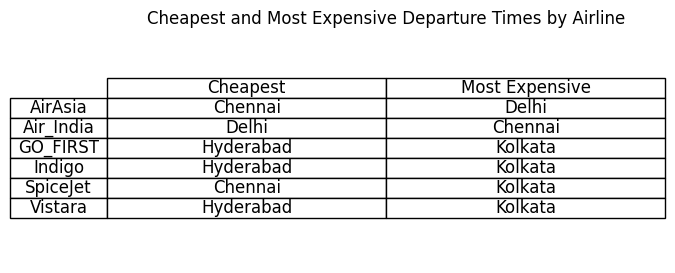 Cheapest and Most Expensive Departure Times by Airline
Cheapest Most Expensive
AirAsia Chennai Delhi
Air_India Delhi Chennai
GO_FIRST Hyderabad Kolkata
Indigo Hyderabad Kolkata
SpiceJet Chennai Kolkata
Vistara Hyderabad Kolkata